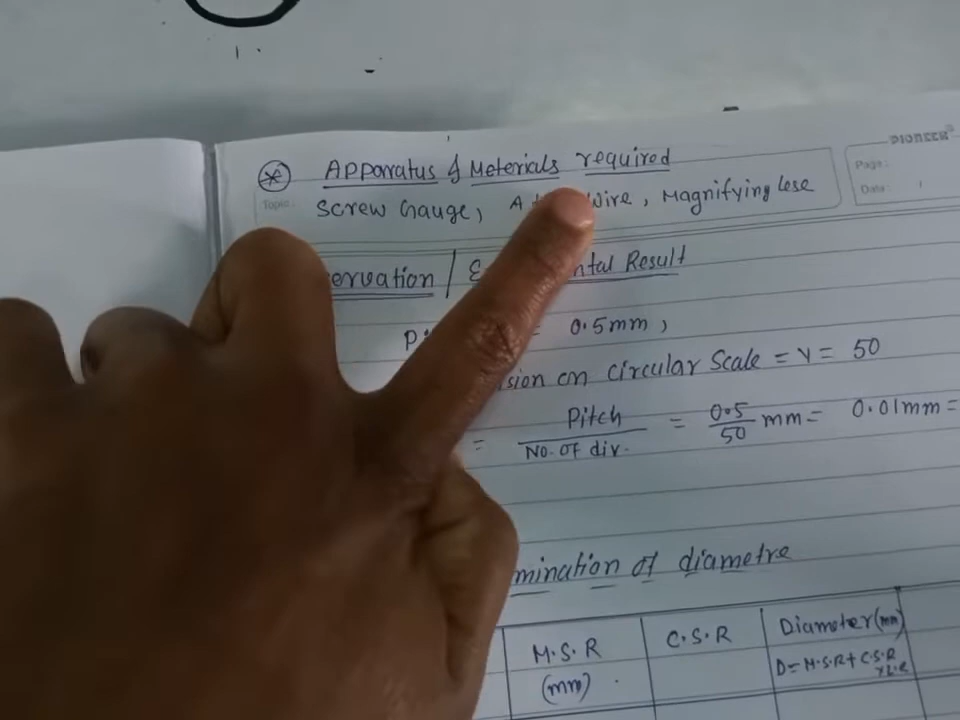 PIONEER
Page:
Date:
APParatus & Meterials required
Topic:
Screw Gauge, A Wire, Magnifying lese
ervation / E ntal Result
= 0.5mm,
sion on Circular Scale = Y = 50
= Pitch / No. of div. = 0.5/50 mm = 0.01mm =
mination of diametre
M.S.R (mm)
C.S.R
Diameter(mm)
D = M.S.R + C.S.R